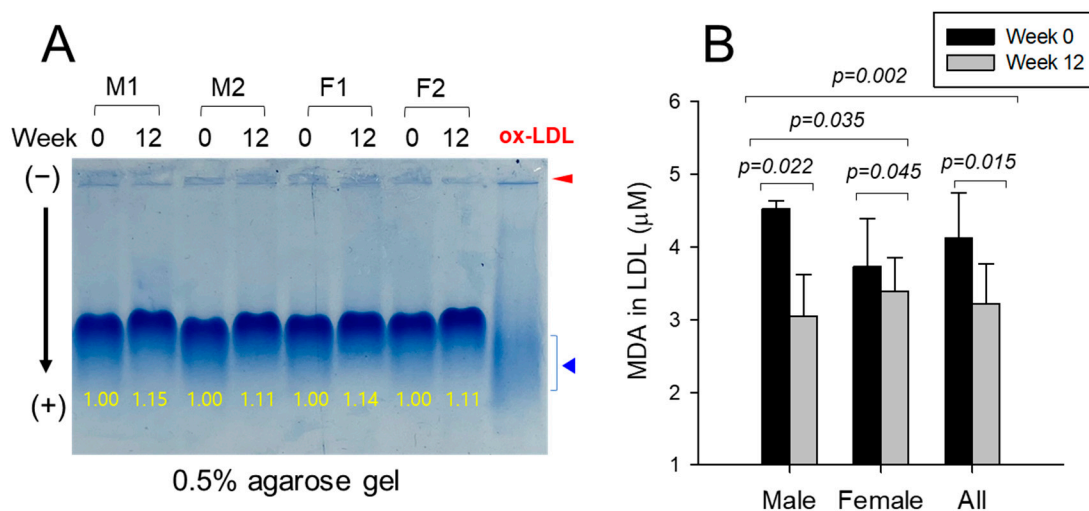 A
M1 M2 F1 F2
Week 0 12 0 12 0 12 0 12 ox-LDL
(−)
(+)
1.00 1.15 1.00 1.11 1.00 1.14 1.00 1.11
0.5% agarose gel
B
Week 0
Week 12
p=0.002
p=0.035
p=0.022 p=0.045 p=0.015
MDA in LDL (μM)
6
5
4
3
2
1
Male Female All